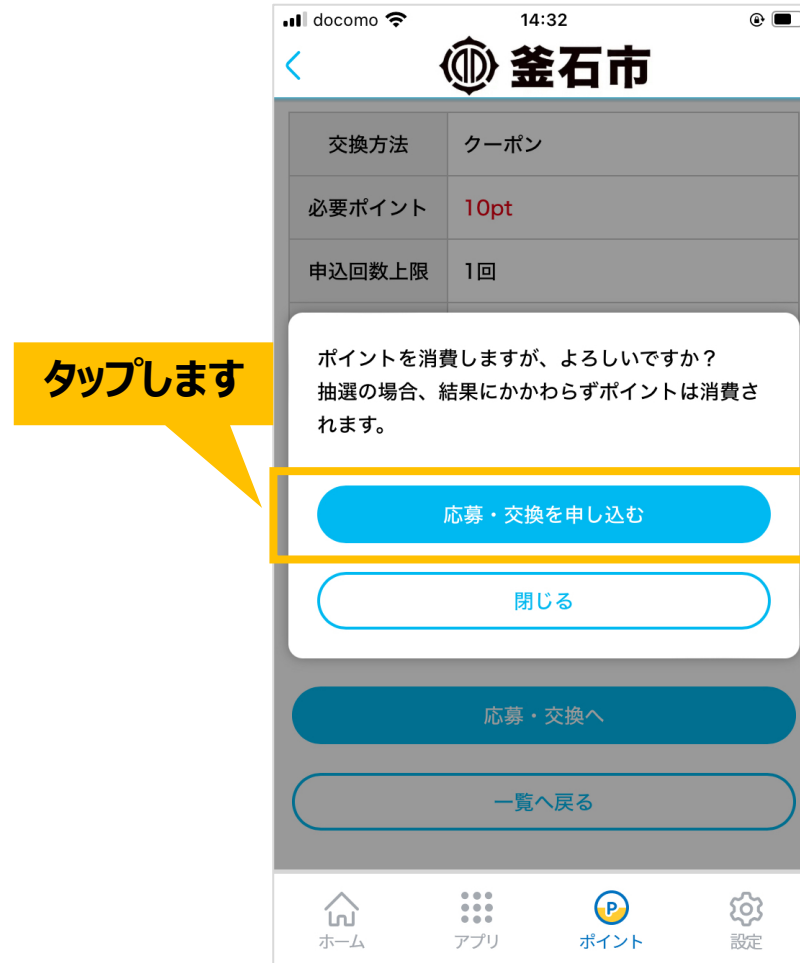 docomo 14:32
釜石市
交換方法 クーポン
必要ポイント 10pt
申込回数上限 1回
タップします
ポイントを消費しますが、よろしいですか？
抽選の場合、結果にかかわらずポイントは消費さ
れます。
応募・交換を申し込む
閉じる
応募・交換へ
一覧へ戻る
P
ホーム アプリ ポイント 設定